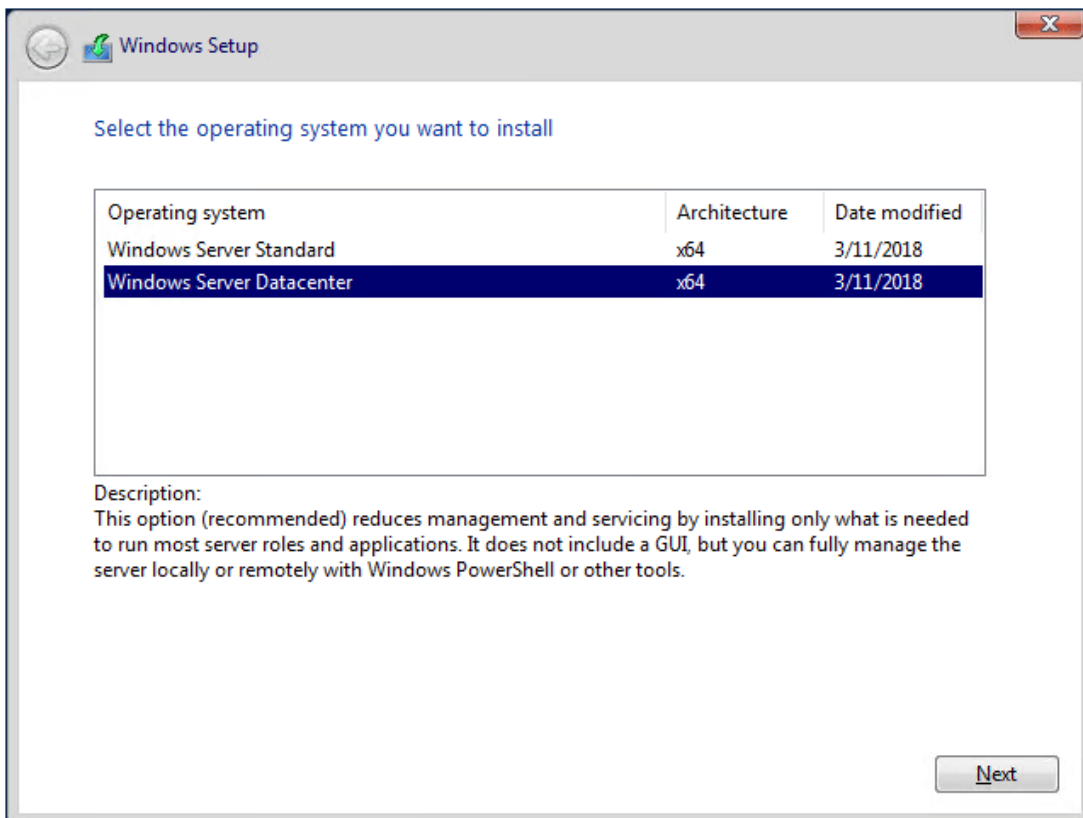 Windows Setup
Select the operating system you want to install
Operating system Architecture Date modified
Windows Server Standard x64 3/11/2018
Windows Server Datacenter x64 3/11/2018
Description:
This option (recommended) reduces management and servicing by installing only what is needed
to run most server roles and applications. It does not include a GUI, but you can fully manage the
server locally or remotely with Windows PowerShell or other tools.
Next